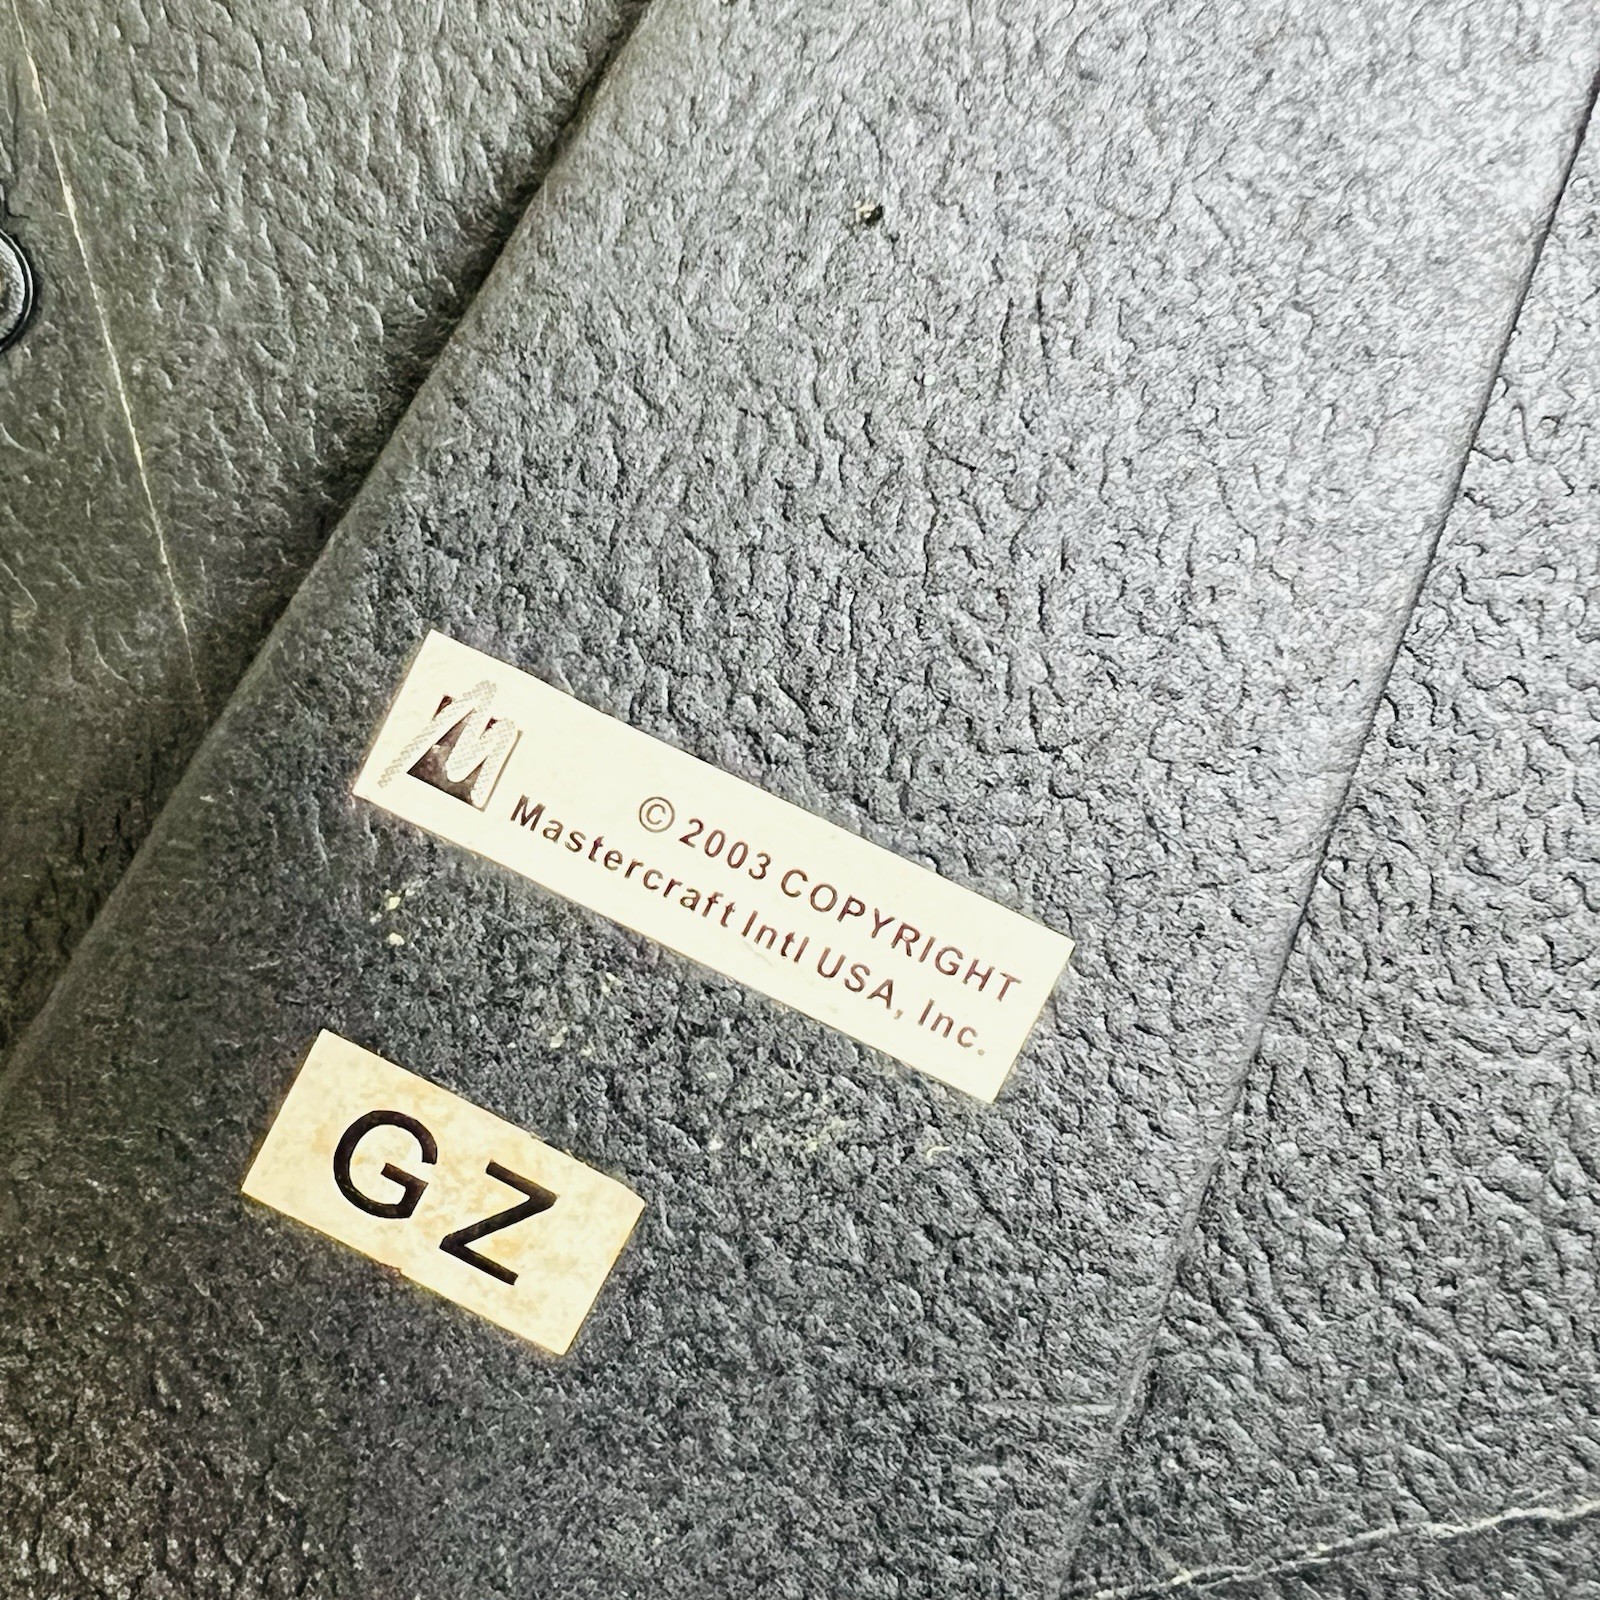 © 2003 COPYRIGHT
Mastercraft Intl USA, Inc.
GZ